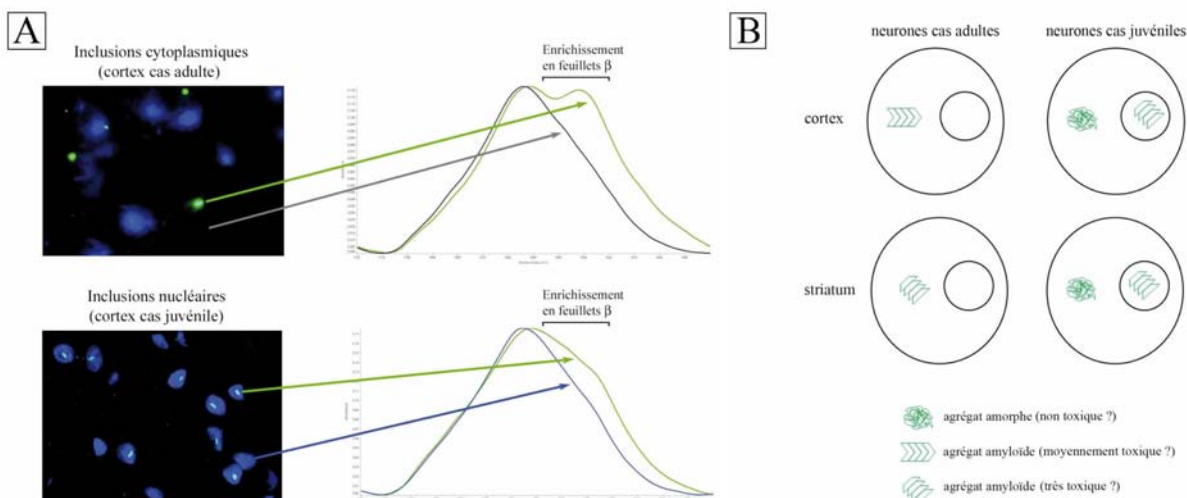 A
Inclusions cytoplasmiques
(cortex cas adulte)
Enrichissement
en feuillets β
Inclusions nucléaires
(cortex cas juvénile)
Enrichissement
en feuillets β
B
neurones cas adultes
neurones cas juvéniles
cortex
striatum
agrégat amorphe (non toxique ?)
agrégat amyloïde (moyennement toxique ?)
agrégat amyloïde (très toxique ?)